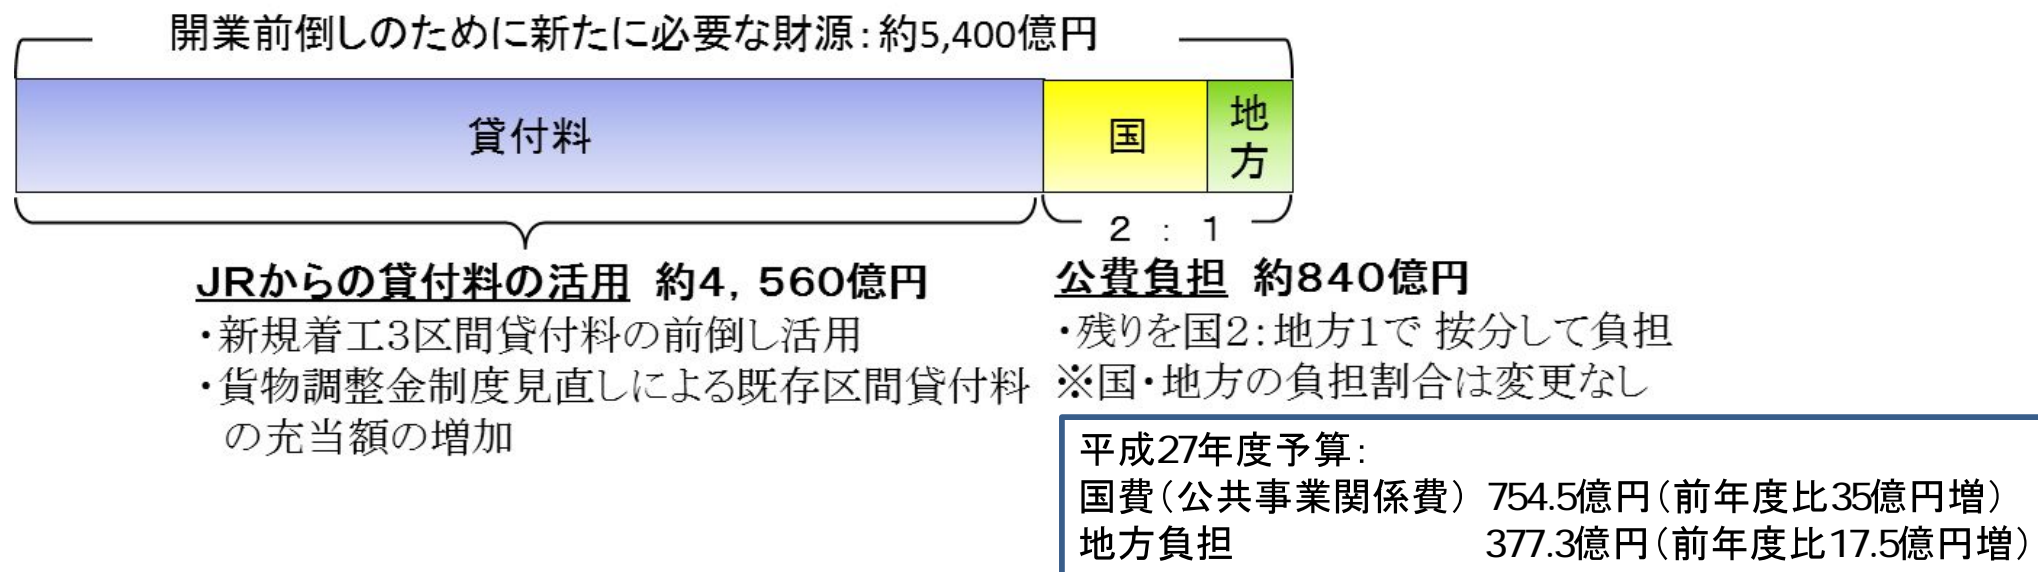 開業前倒しのために新たに必要な財源：約5,400億円
貸付料
国
地方
2 : 1
JRからの貸付料の活用 約4，560億円
・新規着工3区間貸付料の前倒し活用
・貨物調整金制度見直しによる既存区間貸付料
の充当額の増加
公費負担 約840億円
・残りを国2：地方1で 按分して負担
※国・地方の負担割合は変更なし
平成27年度予算：
国費（公共事業関係費） 754.5億円（前年度比35億円増）
地方負担 377.3億円（前年度比17.5億円増）